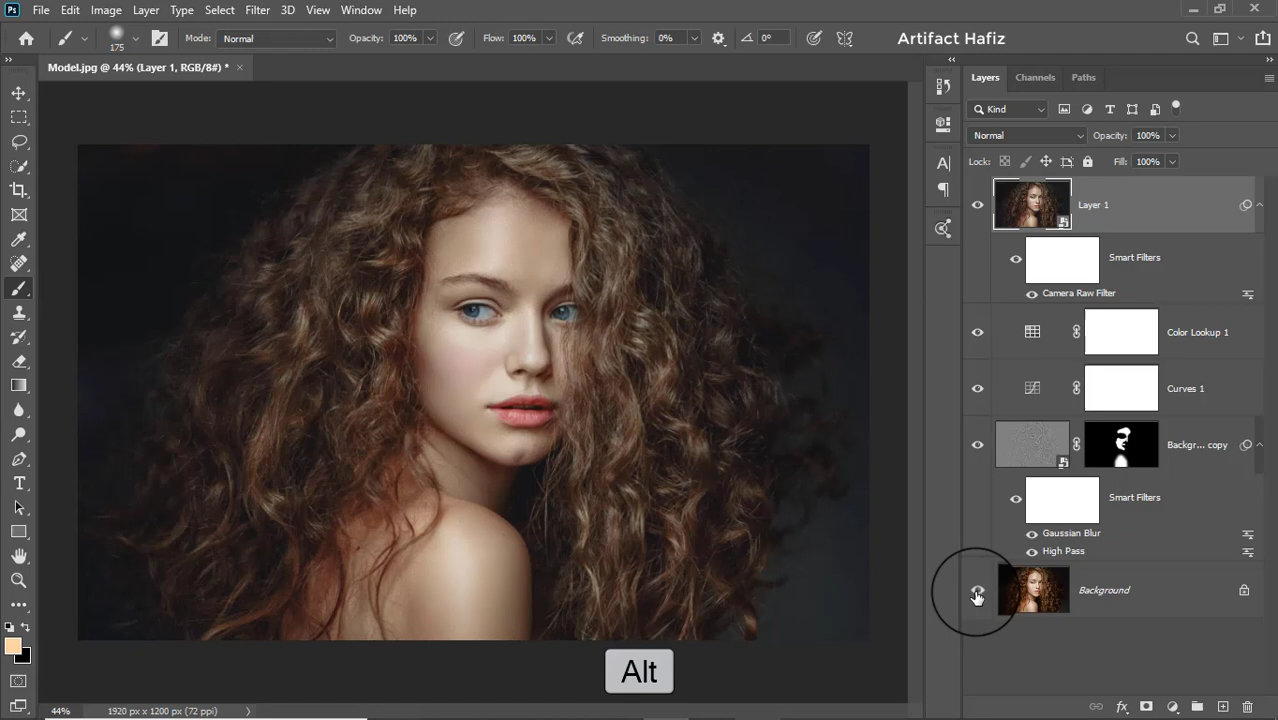 Ps File Edit Image Layer Type Select Filter 3D View Window Help
175 Mode: Normal Opacity: 100% Flow: 100% Smoothing: 0% 0° Artifact Hafiz
Model.jpg @ 44% (Layer 1, RGB/8#) * ×
Layers Channels Paths
Kind
Normal Opacity: 100%
Lock: Fill: 100%
Layer 1
Smart Filters
Camera Raw Filter
Color Lookup 1
Curves 1
Backgr... copy
Smart Filters
Gaussian Blur
High Pass
Background
Alt
44% 1920 px x 1200 px (72 ppi)